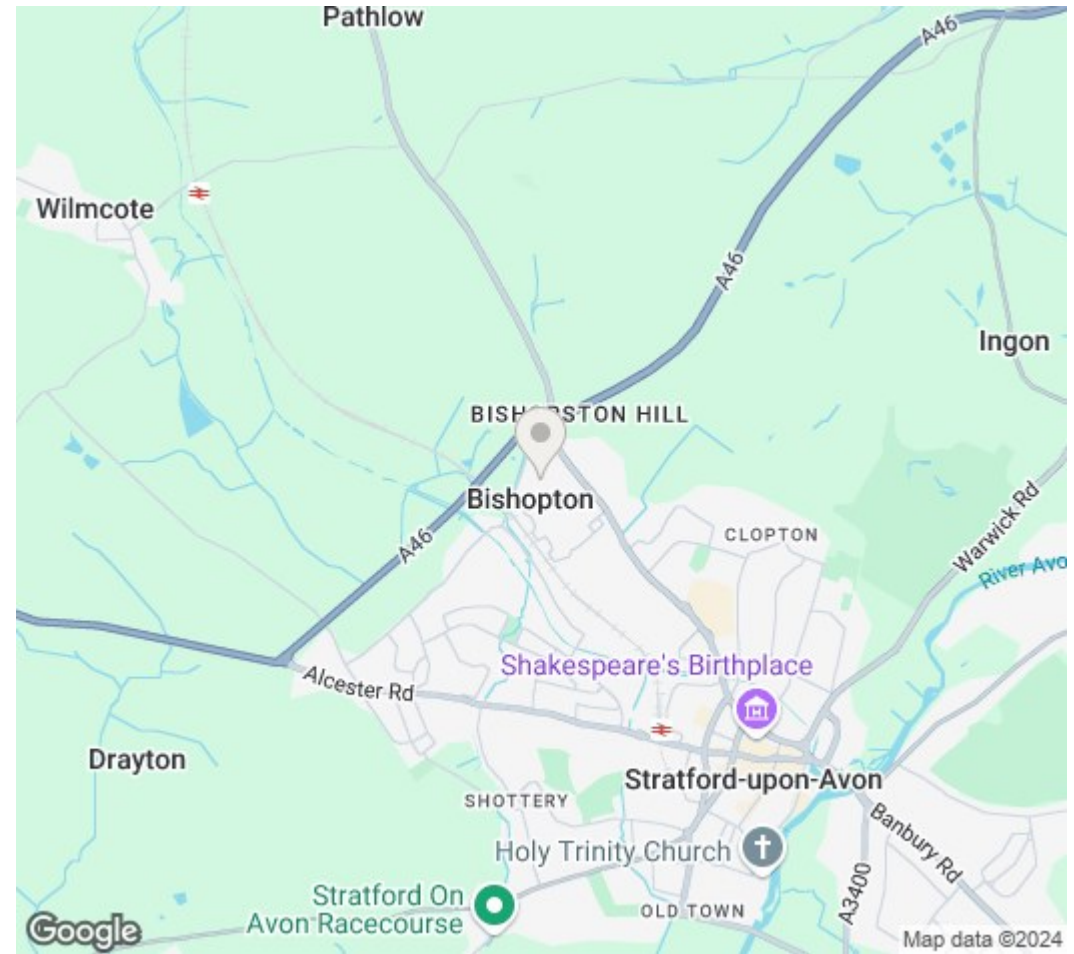 Pathlow
A46
Wilmcote
A46
Ingon
BISHOPSTON HILL
Bishopton
CLOPTON
A46
Warwick Rd
River Avo
Shakespeare's Birthplace
Alcester Rd
Drayton
Stratford-upon-Avon
SHOTTERY
Holy Trinity Church
Banbury Rd
A3400
Stratford On
Avon Racecourse
OLD TOWN
Google
Map data ©2024